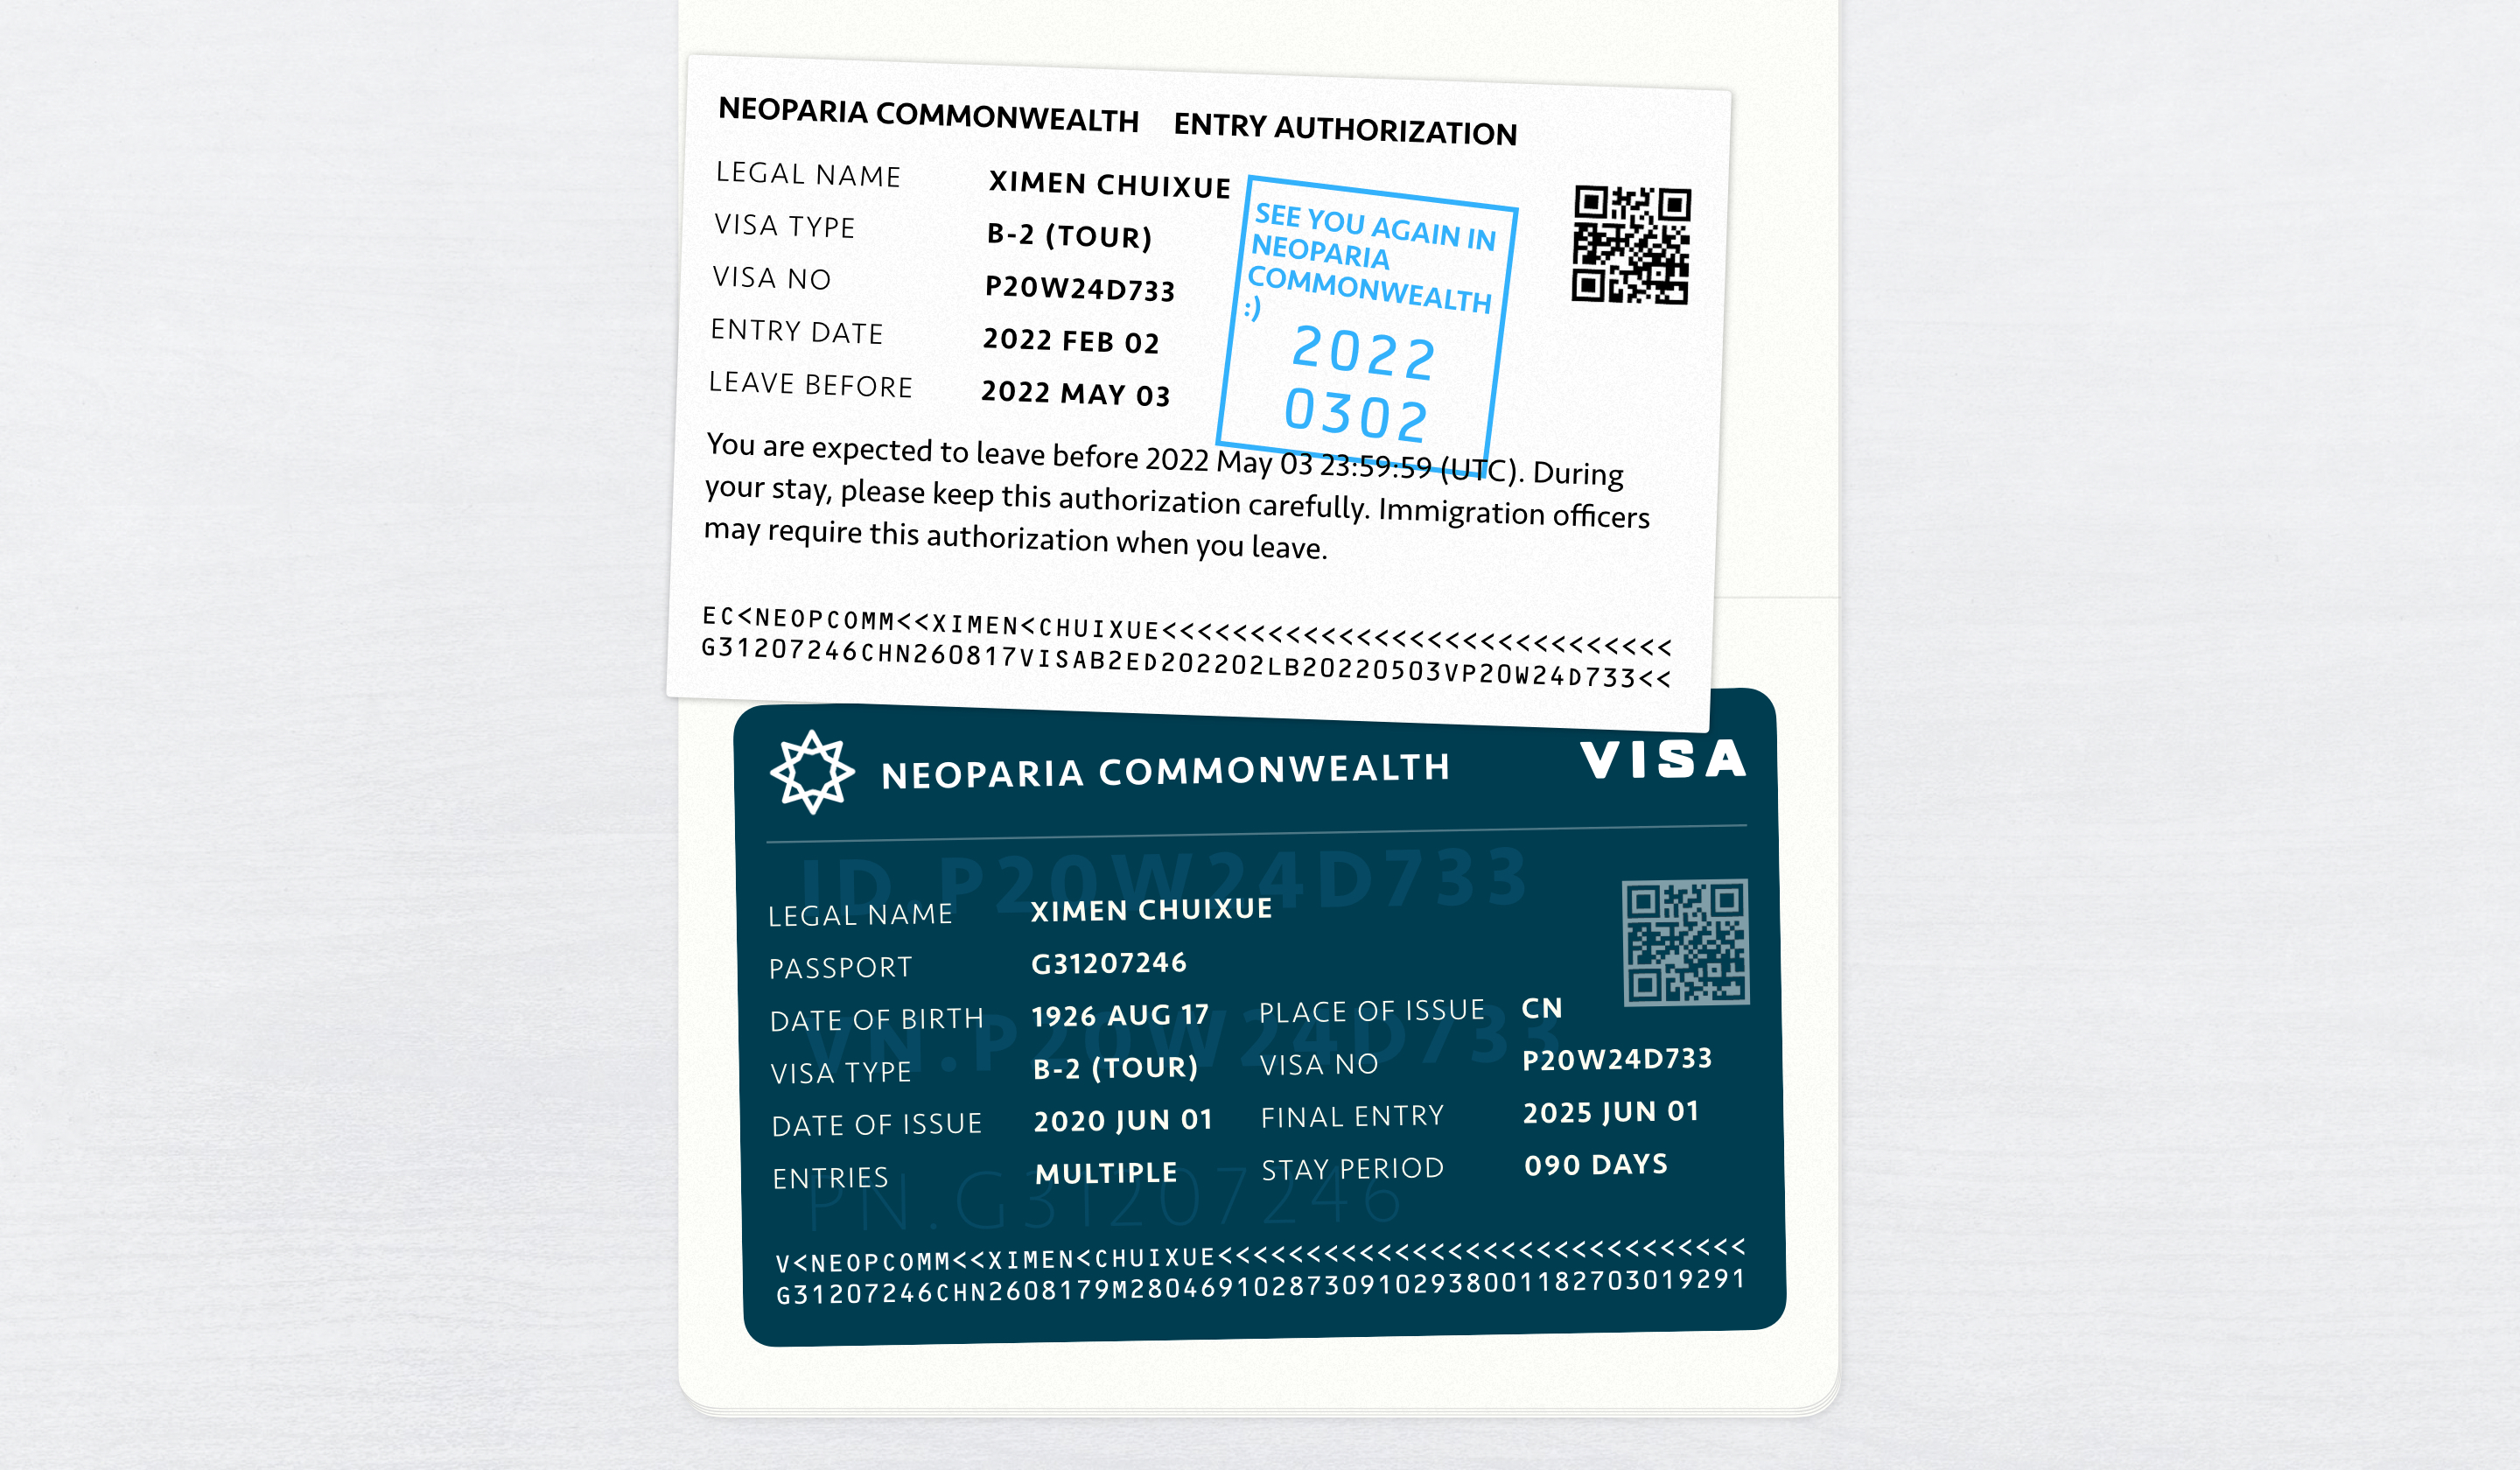 NEOPARIA COMMONWEALTH ENTRY AUTHORIZATION
LEGAL NAME XIMEN CHUIXUE
VISA TYPE B-2 (TOUR)
VISA NO P20W24D733
ENTRY DATE 2022 FEB 02
LEAVE BEFORE 2022 MAY 03
SEE YOU AGAIN IN
NEOPARIA
COMMONWEALTH
:)
2022
0302
You are expected to leave before 2022 May 03 23:59:59 (UTC). During
your stay, please keep this authorization carefully. Immigration officers
may require this authorization when you leave.
EC<NEOPCOMM<<XIMEN<CHUIXUE<<<<<<<<<<<<<<<<<<<<<<<<<<<<<
G31207246CHN260817VISAB2ED202202LB20220503VP20W24D733<<
NEOPARIA COMMONWEALTH VISA
ID.P20W24D733
LEGAL NAME XIMEN CHUIXUE
PASSPORT G31207246
DATE OF BIRTH 1926 AUG 17 PLACE OF ISSUE CN
VN.P20W24D733
VISA TYPE B-2 (TOUR) VISA NO P20W24D733
DATE OF ISSUE 2020 JUN 01 FINAL ENTRY 2025 JUN 01
ENTRIES MULTIPLE STAY PERIOD 090 DAYS
PN.G31207246
V<NEOPCOMM<<XIMEN<CHUIXUE<<<<<<<<<<<<<<<<<<<<<<<<<<<<<<
G31207246CHN2608179M28046910287309102938001182703019291